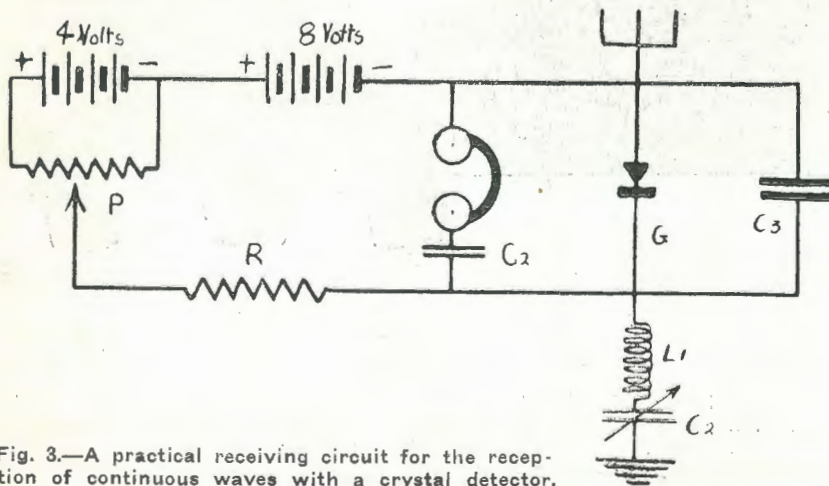 4 Volts
8 Volts
+
-
+
-
P
R
C2
G
C3
L1
C2
Fig. 3.—A practical receiving circuit for the recep-
tion of continuous waves with a crystal detector.